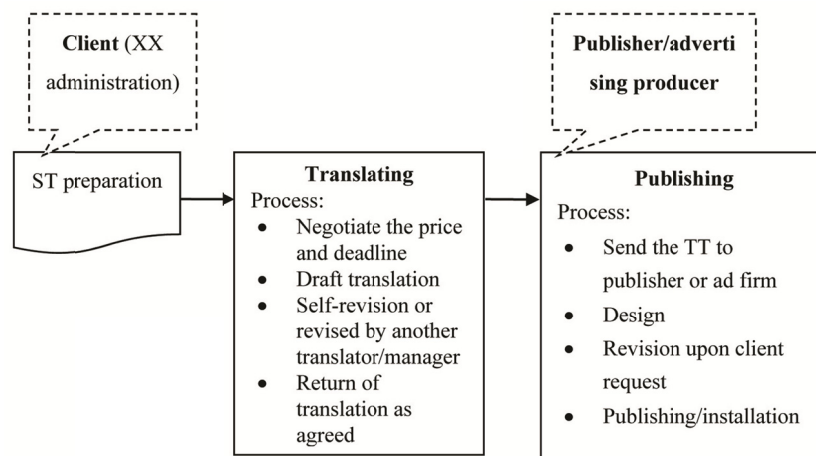 Client (XX
administration)
Publisher/adverti
sing producer
ST preparation
Translating
Process:
● Negotiate the price
and deadline
● Draft translation
● Self-revision or
revised by another
translator/manager
● Return of
translation as
agreed
Publishing
Process:
● Send the TT to
publisher or ad firm
● Design
● Revision upon client
request
● Publishing/installation